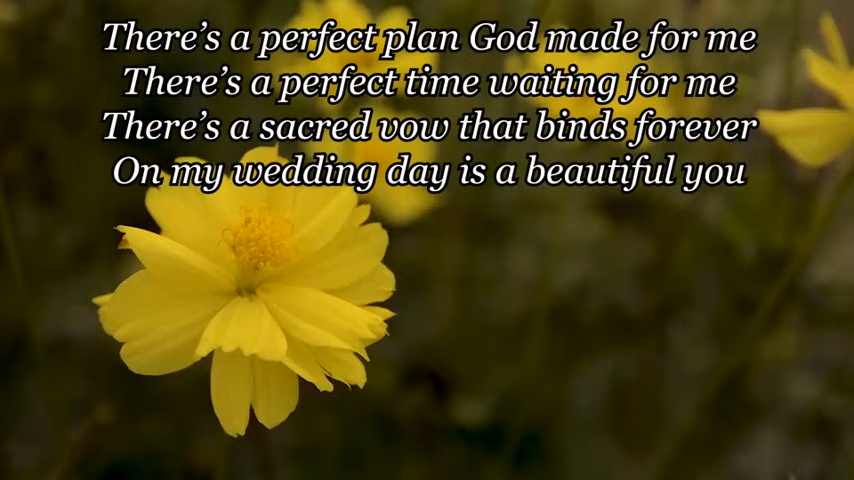 There’s a perfect plan God made for me
There’s a perfect time waiting for me
There’s a sacred vow that binds forever
On my wedding day is a beautiful you